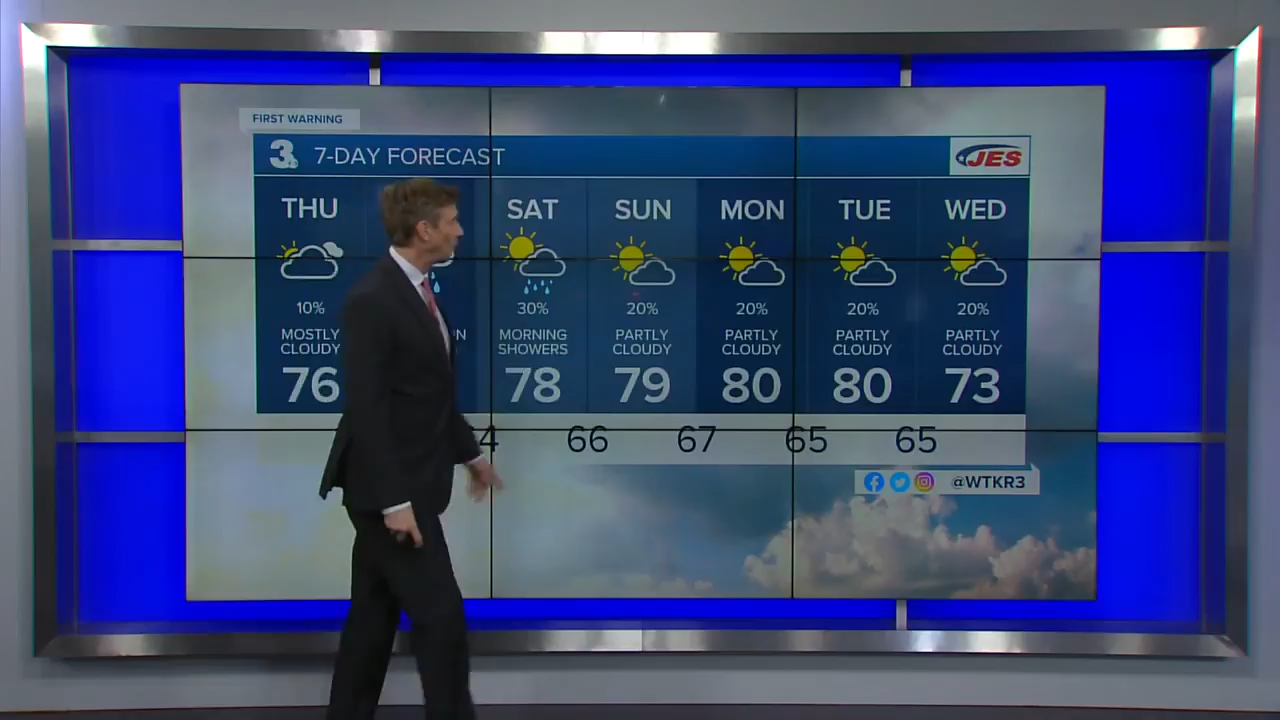 FIRST WARNING
3 7-DAY FORECAST JES
THU SAT SUN MON TUE WED
10% 30% 20% 20% 20% 20%
MOSTLY MORNING PARTLY PARTLY PARTLY PARTLY
CLOUDY SHOWERS CLOUDY CLOUDY CLOUDY CLOUDY
76 78 79 80 80 73
66 67 65 65
@WTKR3